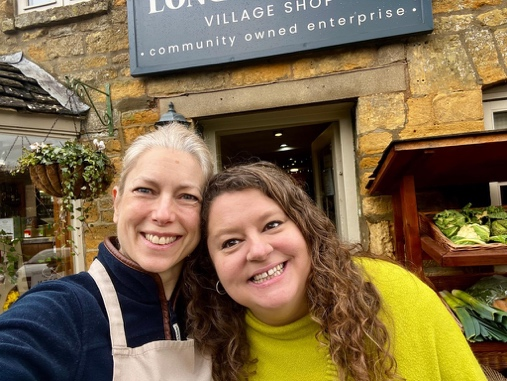 VILLAGE SHOP
• community owned enterprise •